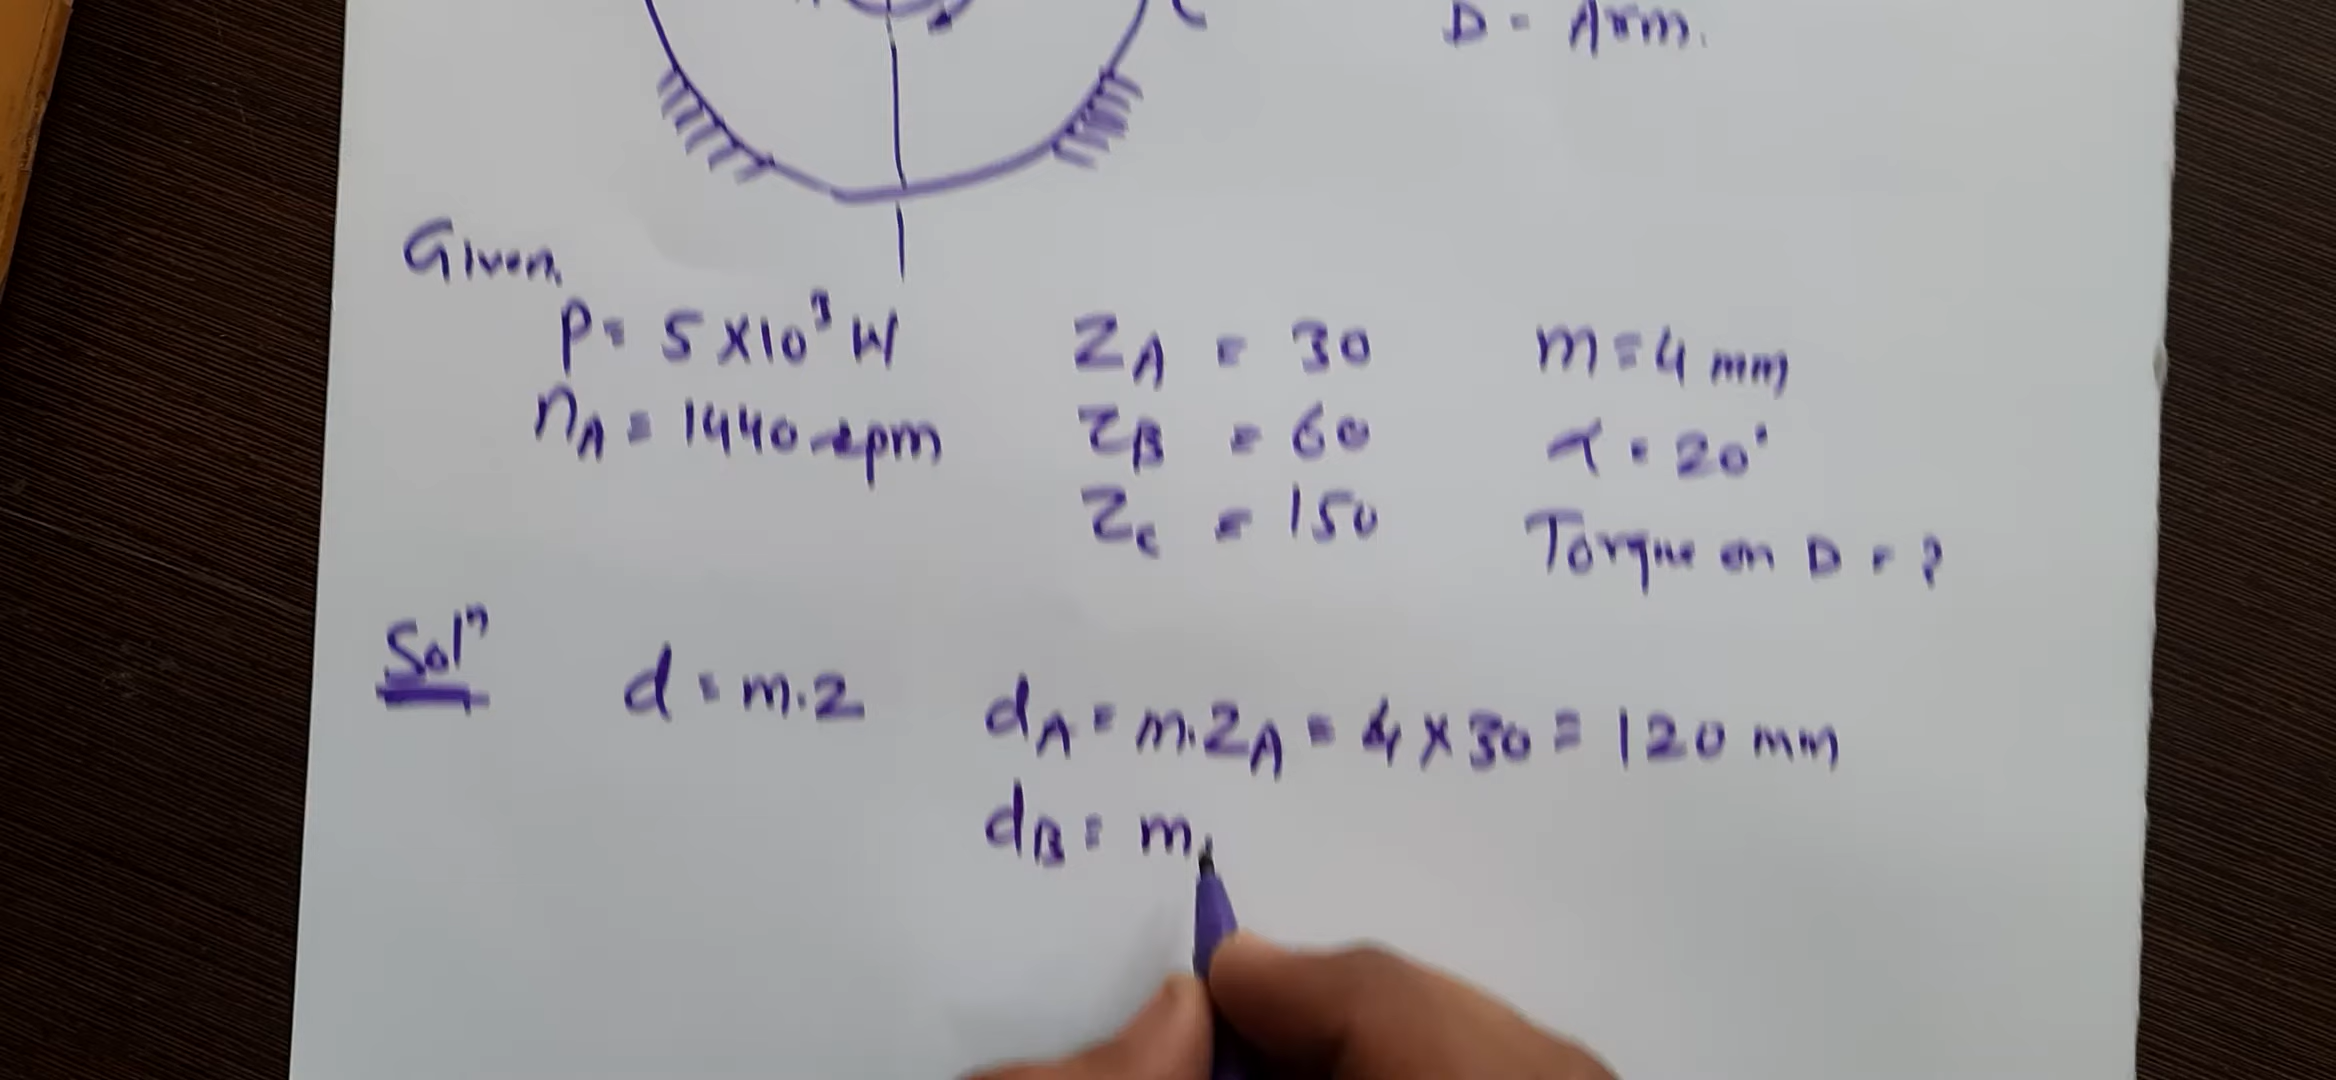 D = Arm.
Given.
P = 5 X 10³ W
Z_A = 30
m = 4 mm
n_A = 1440 rpm
Z_B = 60
α = 20°
Z_C = 150
Torque on D = ?
Solⁿ
d = m.Z
d_A = m.Z_A = 4 X 30 = 120 mm
d_B = m.